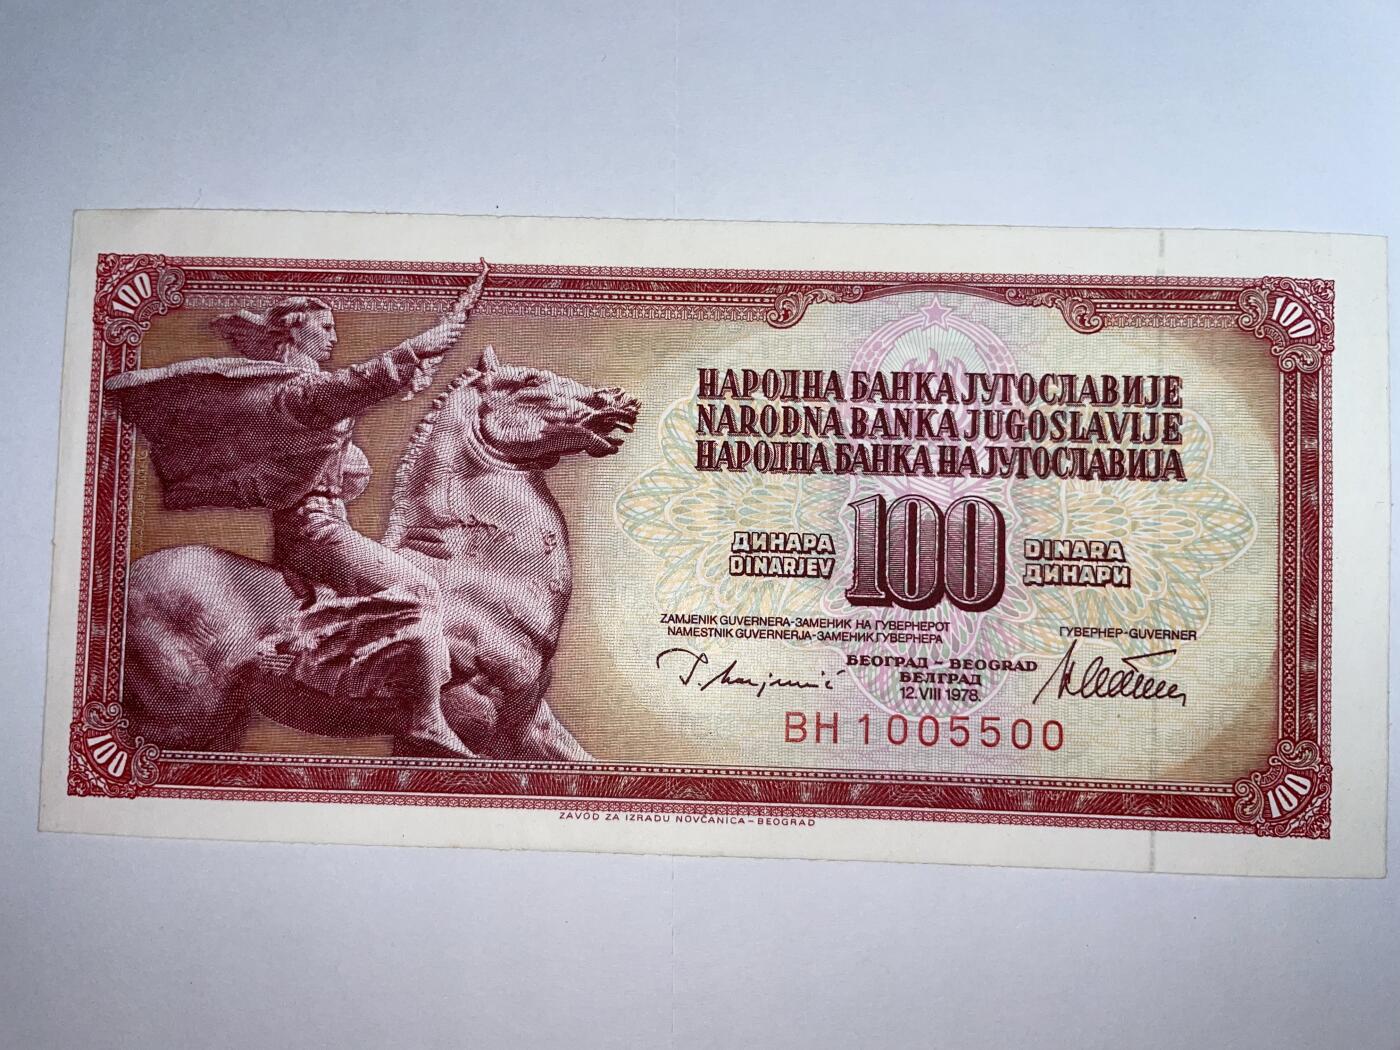 100
100
НАРОДНА БАНКА ЈУГОСЛАВИЈЕ
NARODNA BANKA JUGOSLAVIJE
НАРОДНА БАНКА НА ЈУГОСЛАВИЈА
ДИНАРА
DINARJEV
100
DINARA
ДИНАРИ
ZAMJENIK GUVERNERA-ЗАМЕНИК НА ГУВЕРНЕРОТ
NAMESTNIK GUVERNERJA-ЗАМЕНИК ГУВЕРНЕРА
ГУВЕРНЕР-GUVERNER
БЕОГРАД – BEOGRAD
БЕЛГРАД
12. VIII 1978.
BH 1005500
100
100
ZAVOD ZA IZRADU NOVČANICA – BEOGRAD